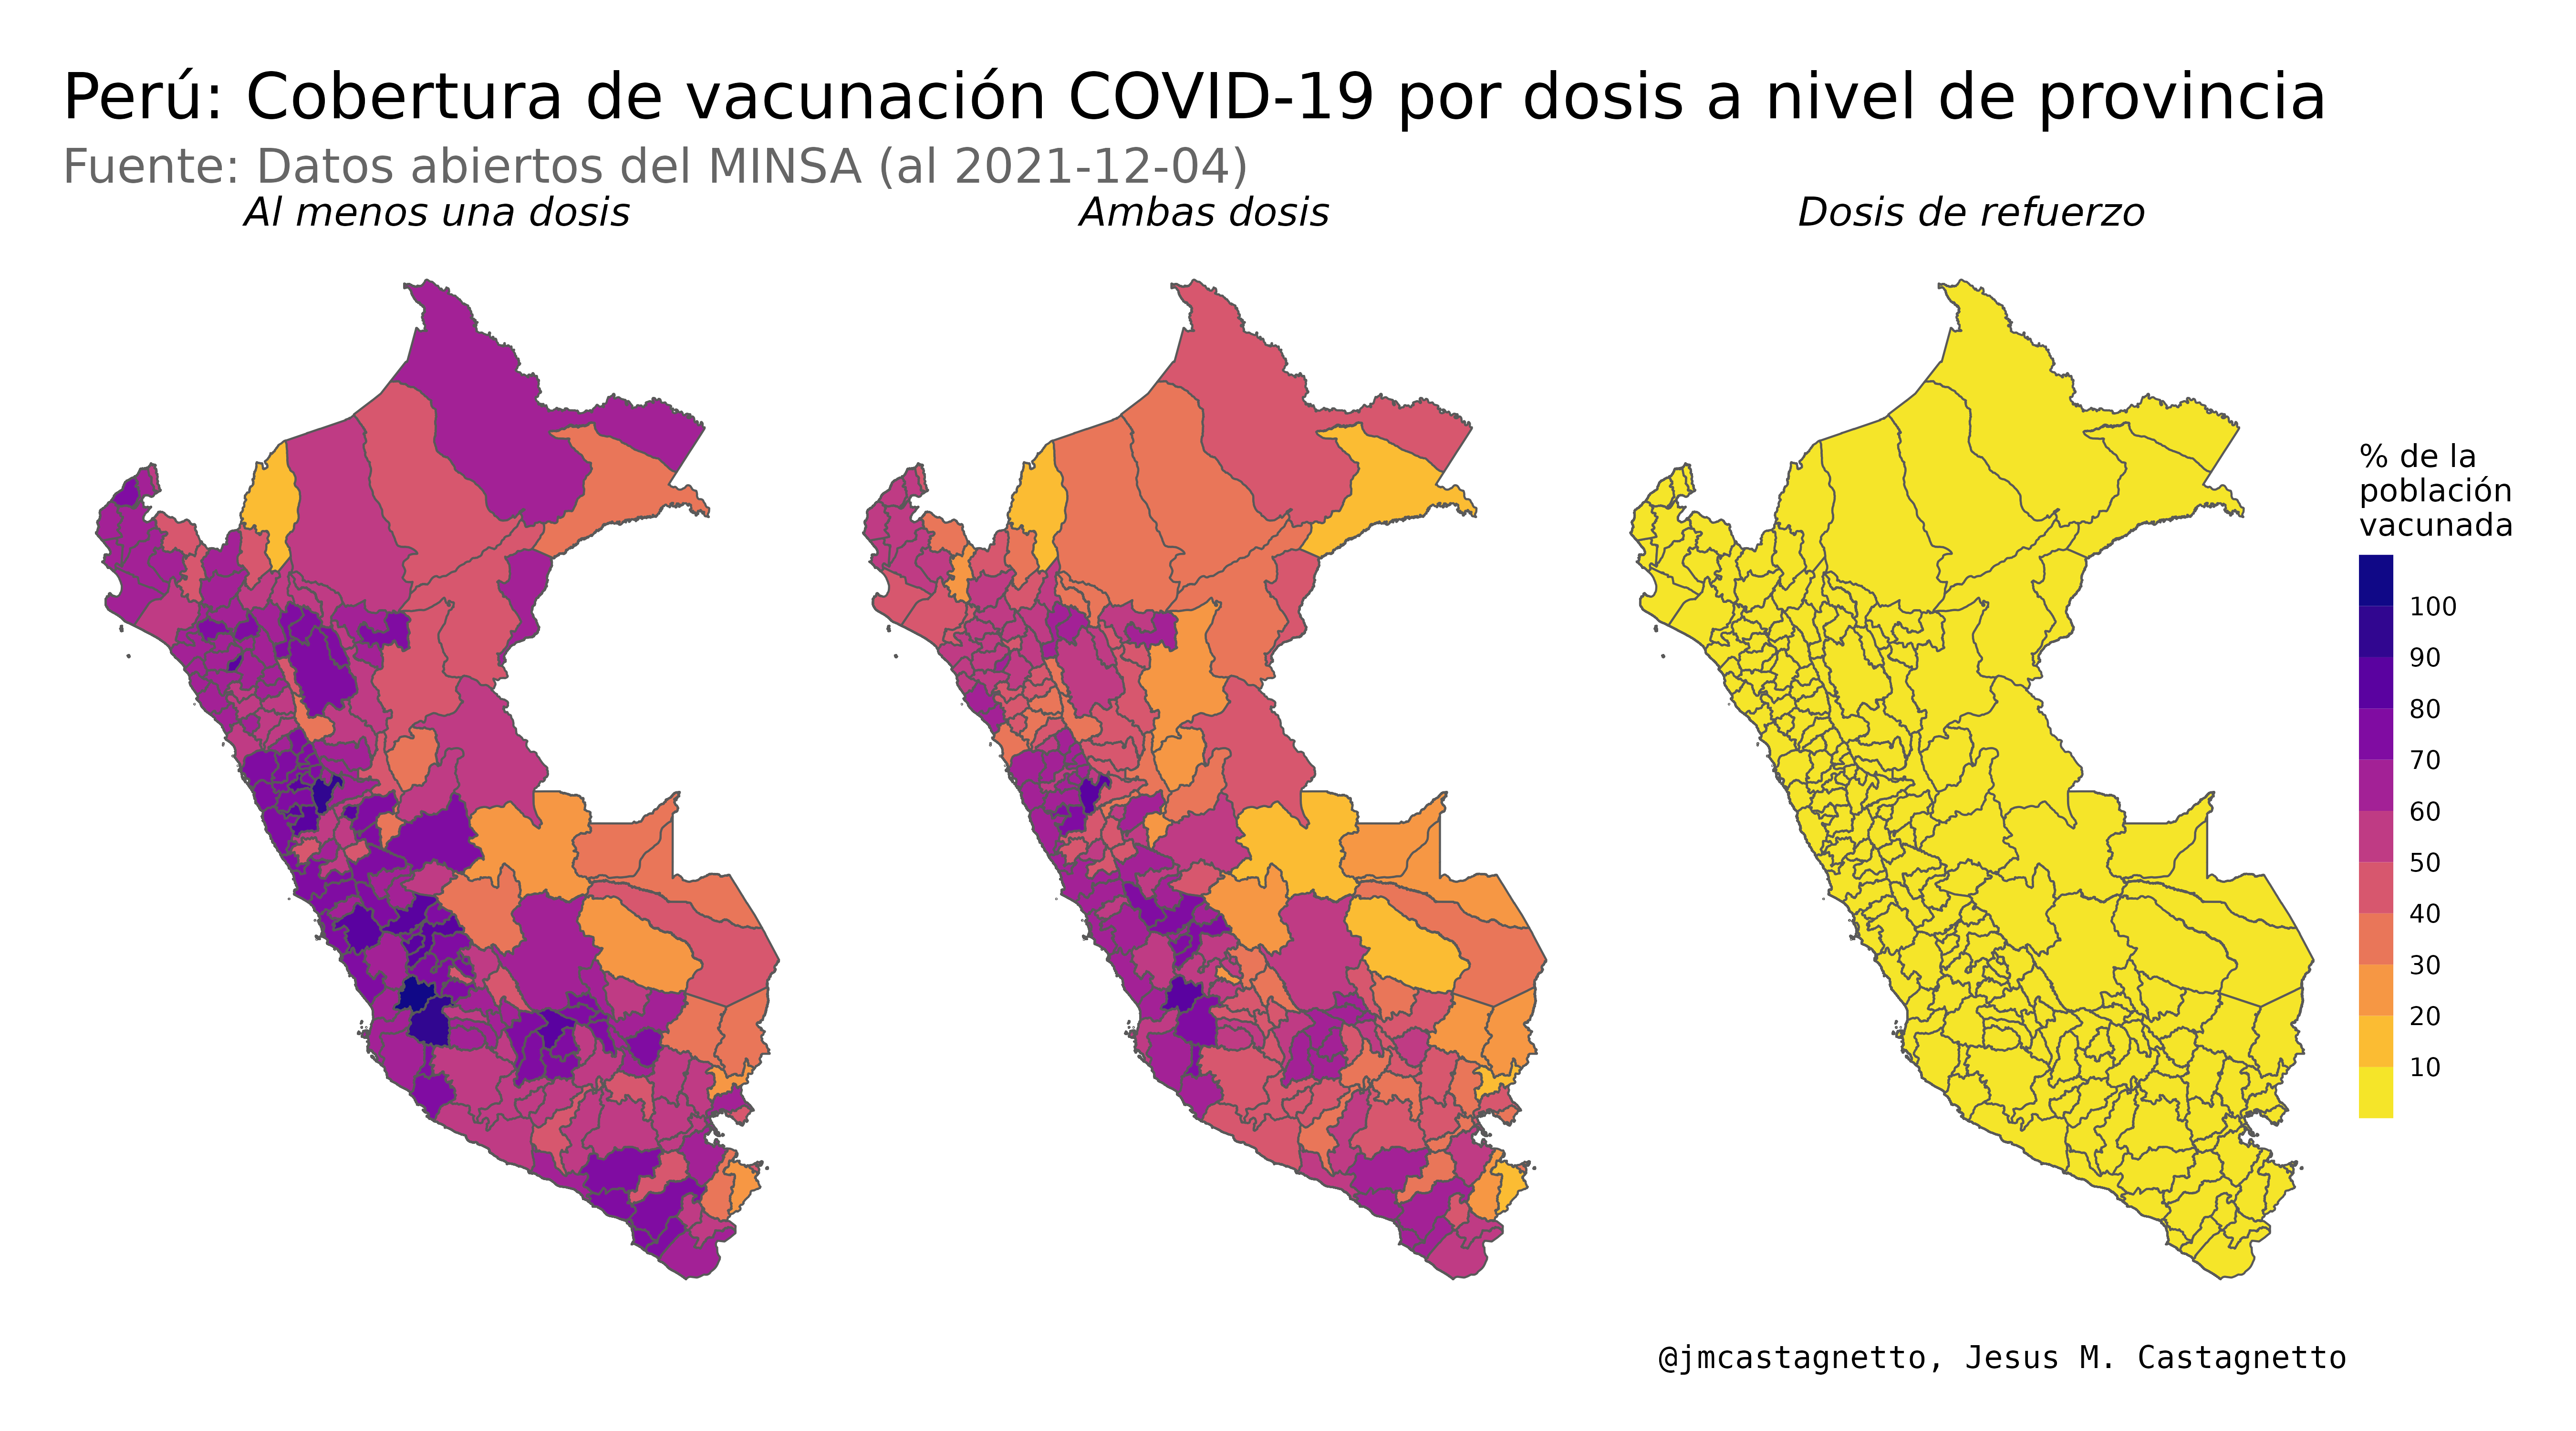 Perú: Cobertura de vacunación COVID-19 por dosis a nivel de provincia
Fuente: Datos abiertos del MINSA (al 2021-12-04)
Al menos una dosis
Ambas dosis
Dosis de refuerzo
% de la
población
vacunada
100
90
80
70
60
50
40
30
20
10
@jmcastagnetto, Jesus M. Castagnetto